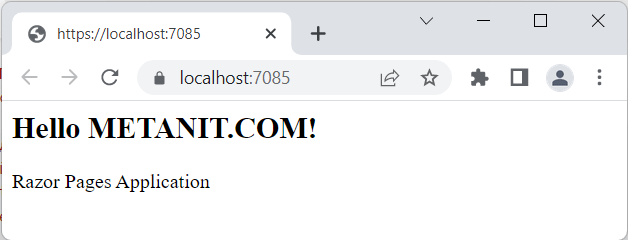 https://localhost:7085
localhost:7085
Hello METANIT.COM!
Razor Pages Application